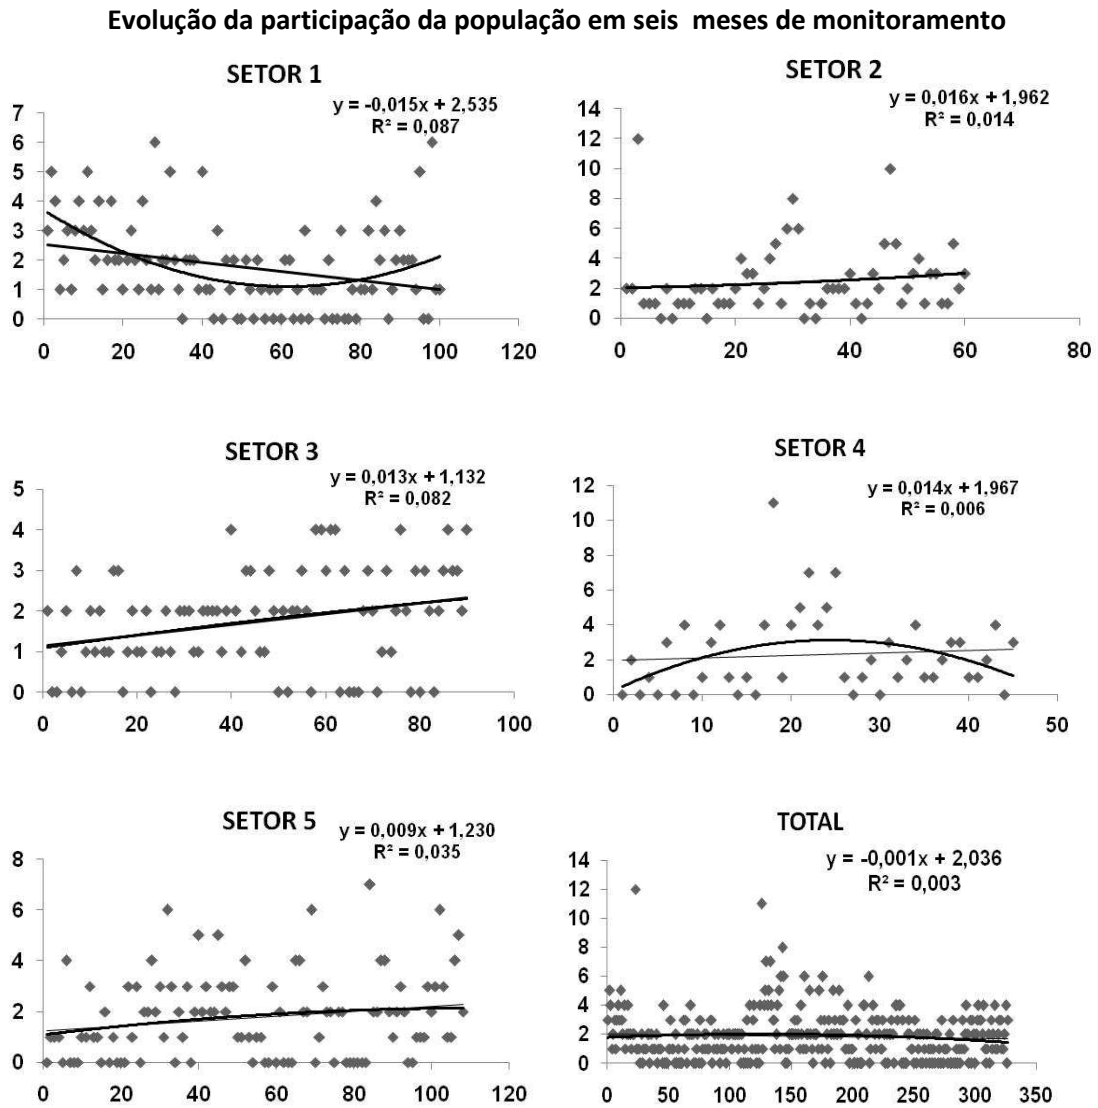 Evolução da participação da população em seis meses de monitoramento
SETOR 1
y = -0,015x + 2,535
R² = 0,087
7
6
5
4
3
2
1
0
0 20 40 60 80 100 120
SETOR 2
y = 0,016x + 1,962
R² = 0,014
14
12
10
8
6
4
2
0
0 20 40 60 80
SETOR 3
y = 0,013x + 1,132
R² = 0,082
5
4
3
2
1
0
0 20 40 60 80 100
SETOR 4
y = 0,014x + 1,967
R² = 0,006
12
10
8
6
4
2
0
0 10 20 30 40 50
SETOR 5
y = 0,009x + 1,230
R² = 0,035
8
6
4
2
0
0 20 40 60 80 100 120
TOTAL
y = -0,001x + 2,036
R² = 0,003
14
12
10
8
6
4
2
0
0 50 100 150 200 250 300 350